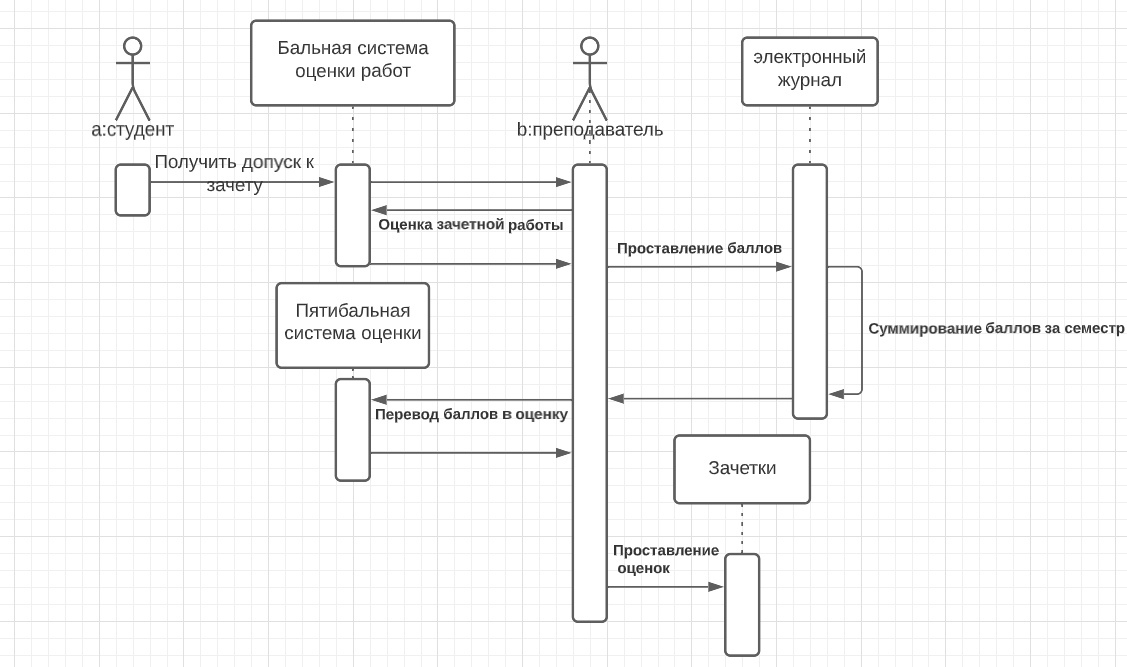 Бальная система
оценки работ
электронный
журнал
a:студент
b:преподаватель
Получить допуск к
зачету
Оценка зачетной работы
Проставление баллов
Пятибальная
система оценки
Суммирование баллов за семестр
Перевод баллов в оценку
Зачетки
Проставление
оценок